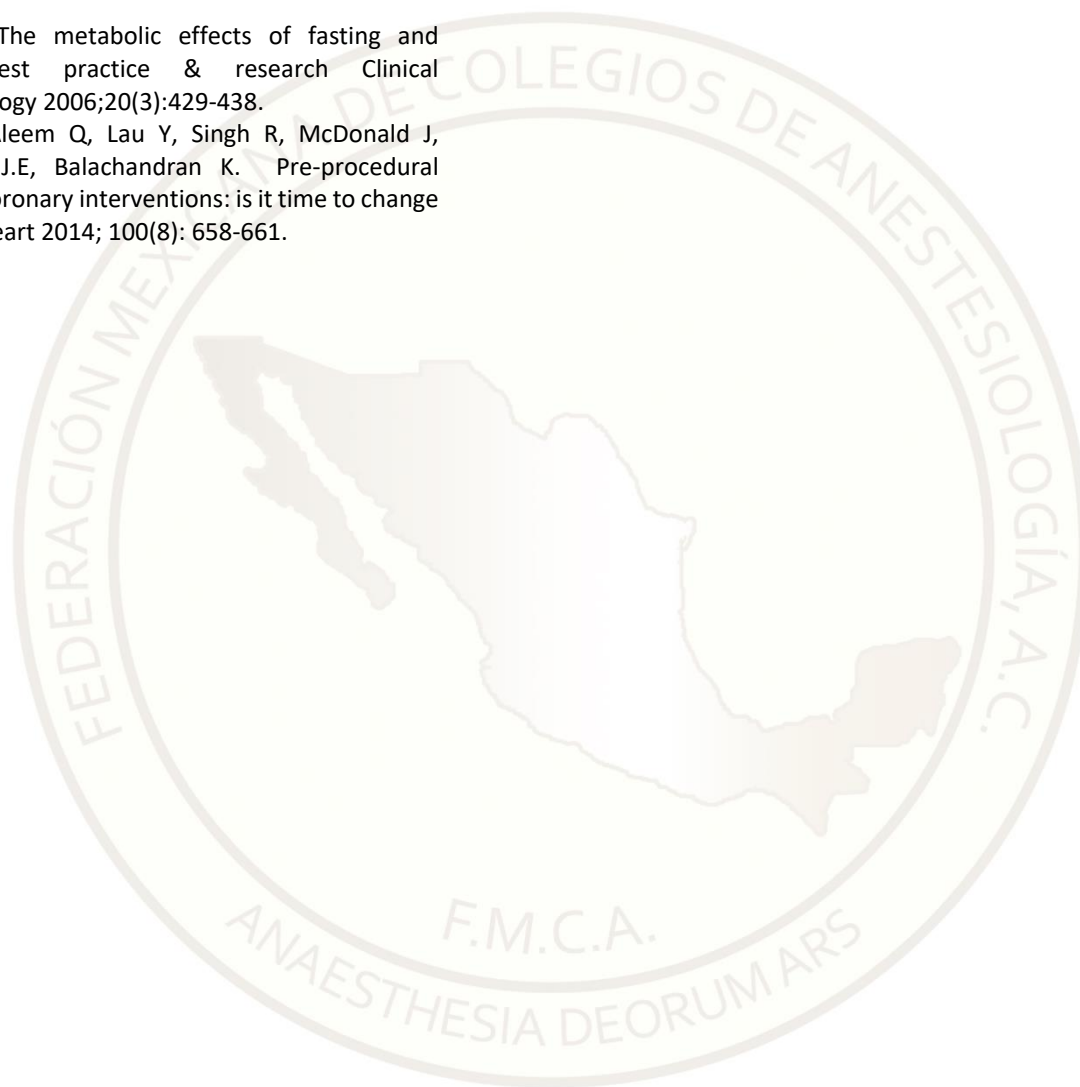 The metabolic effects of fasting and
est practice & research Clinical
ogy 2006;20(3):429-438.
leem Q, Lau Y, Singh R, McDonald J,
J.E, Balachandran K. Pre-procedural
oronary interventions: is it time to change
eart 2014; 100(8): 658-661.
FEDERACIÓN MEXICANA DE COLEGIOS DE ANESTESIOLOGÍA, A.C.
F.M.C.A.
ANAESTHESIA DEORUM ARS